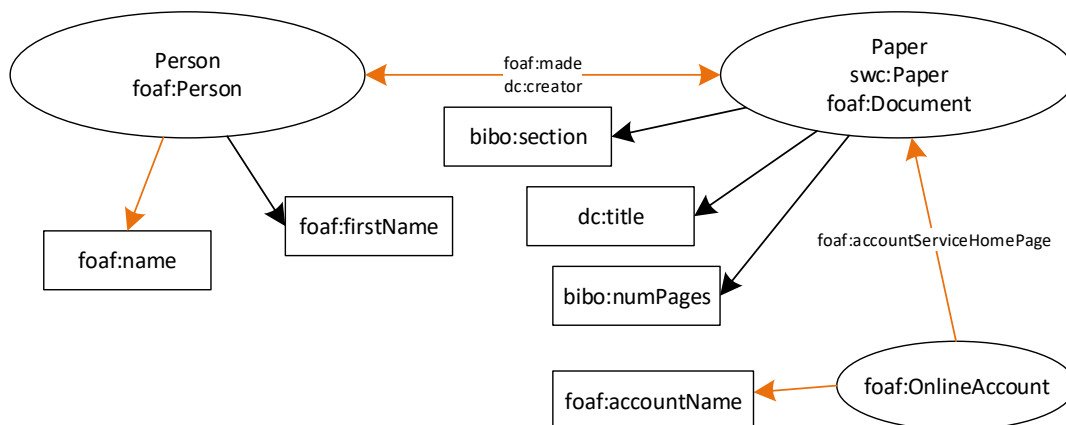 Person
foaf:Person
foaf:made
dc:creator
Paper
swc:Paper
foaf:Document
bibo:section
dc:title
foaf:firstName
foaf:name
foaf:accountServiceHomePage
bibo:numPages
foaf:accountName
foaf:OnlineAccount